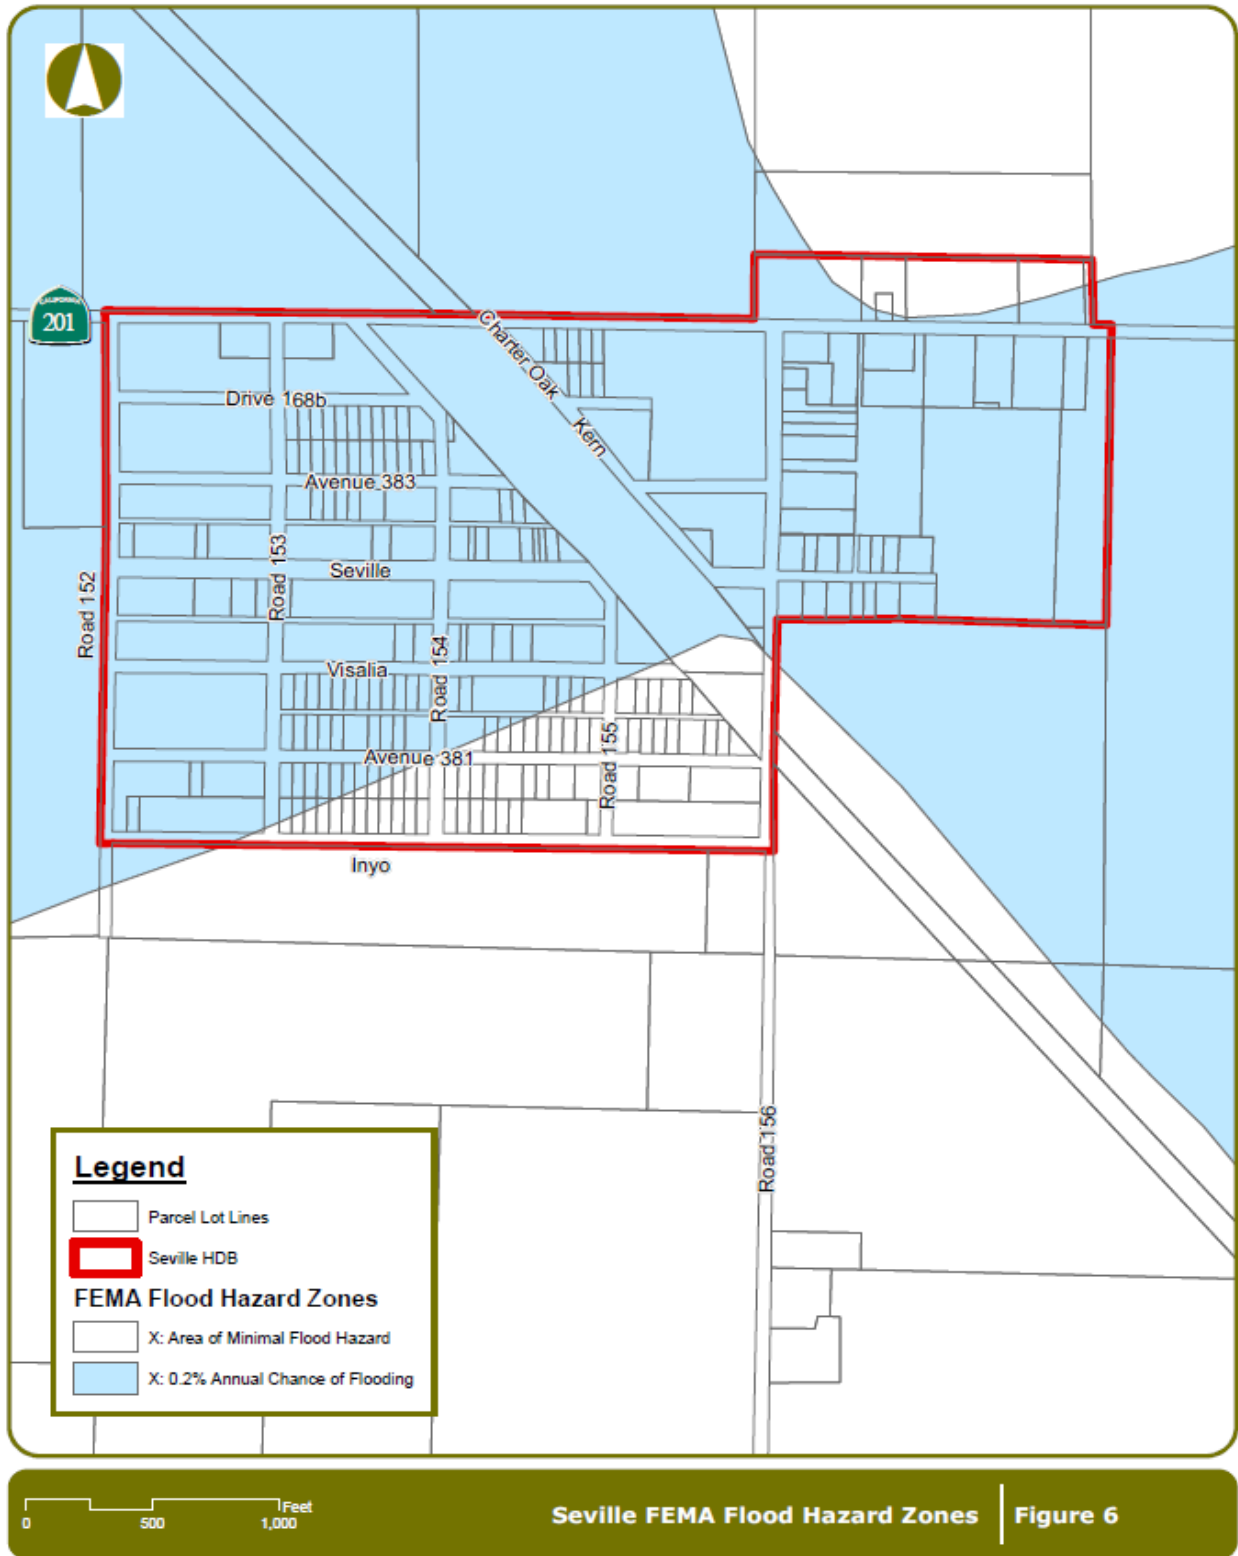 CALIFORNIA
201
Charter Oak
Kern
Drive 168b
Avenue 383
Road 153
Seville
Road 152
Road 154
Visalia
Road 155
Avenue 381
Inyo
Road 156
Legend
Parcel Lot Lines
Seville HDB
FEMA Flood Hazard Zones
X: Area of Minimal Flood Hazard
X: 0.2% Annual Chance of Flooding
Feet
0 500 1,000
Seville FEMA Flood Hazard Zones Figure 6